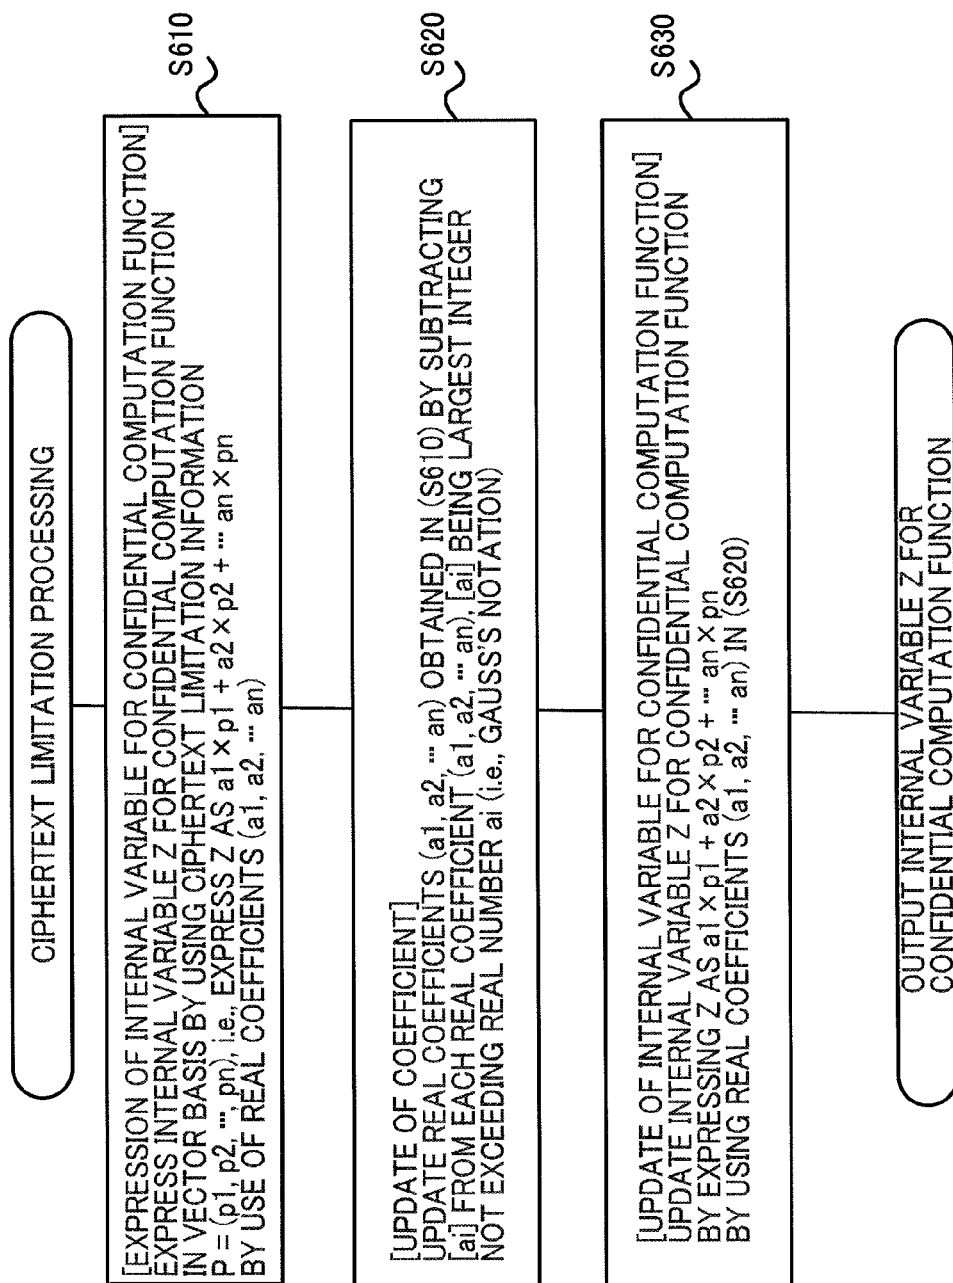 CIPHERTEXT LIMITATION PROCESSING
S610
[EXPRESSION OF INTERNAL VARIABLE FOR CONFIDENTIAL COMPUTATION FUNCTION]
EXPRESS INTERNAL VARIABLE Z FOR CONFIDENTIAL COMPUTATION FUNCTION
IN VECTOR BASIS BY USING CIPHERTEXT LIMITATION INFORMATION
P = (p1, p2, ···, pn), i.e., EXPRESS Z AS a1 × p1 + a2 × p2 + ··· an × pn
BY USE OF REAL COEFFICIENTS (a1, a2, ··· an)
S620
[UPDATE OF COEFFICIENT]
UPDATE REAL COEFFICIENTS (a1, a2, ··· an) OBTAINED IN (S610) BY SUBTRACTING
[ai] FROM EACH REAL COEFFICIENT (a1, a2, ··· an), [ai] BEING LARGEST INTEGER
NOT EXCEEDING REAL NUMBER ai (i.e., GAUSS'S NOTATION)
S630
[UPDATE OF INTERNAL VARIABLE FOR CONFIDENTIAL COMPUTATION FUNCTION]
UPDATE INTERNAL VARIABLE Z FOR CONFIDENTIAL COMPUTATION FUNCTION
BY EXPRESSING Z AS a1 × p1 + a2 × p2 + ··· an × pn
BY USING REAL COEFFICIENTS (a1, a2, ··· an) IN (S620)
OUTPUT INTERNAL VARIABLE Z FOR
CONFIDENTIAL COMPUTATION FUNCTION